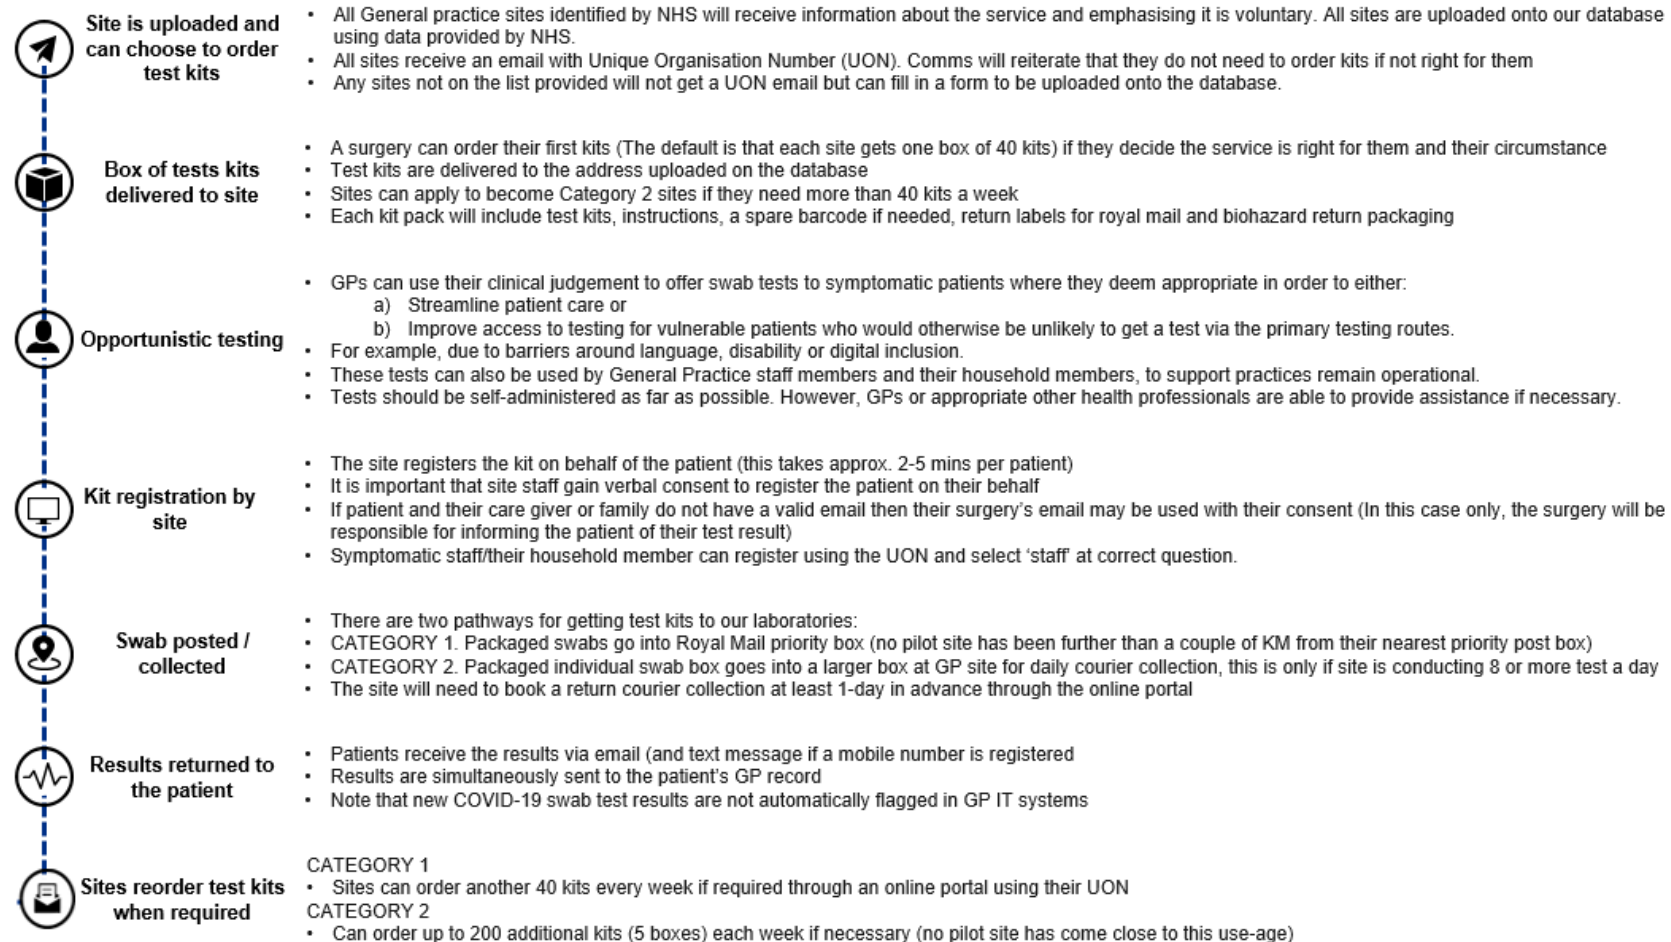 Site is uploaded and
can choose to order
test kits
• All General practice sites identified by NHS will receive information about the service and emphasising it is voluntary. All sites are uploaded onto our database
using data provided by NHS.
• All sites receive an email with Unique Organisation Number (UON). Comms will reiterate that they do not need to order kits if not right for them
• Any sites not on the list provided will not get a UON email but can fill in a form to be uploaded onto the database.
Box of tests kits
delivered to site
• A surgery can order their first kits (The default is that each site gets one box of 40 kits) if they decide the service is right for them and their circumstance
• Test kits are delivered to the address uploaded on the database
• Sites can apply to become Category 2 sites if they need more than 40 kits a week
• Each kit pack will include test kits, instructions, a spare barcode if needed, return labels for royal mail and biohazard return packaging
Opportunistic testing
• GPs can use their clinical judgement to offer swab tests to symptomatic patients where they deem appropriate in order to either:
a) Streamline patient care or
b) Improve access to testing for vulnerable patients who would otherwise be unlikely to get a test via the primary testing routes.
• For example, due to barriers around language, disability or digital inclusion.
• These tests can also be used by General Practice staff members and their household members, to support practices remain operational.
• Tests should be self-administered as far as possible. However, GPs or appropriate other health professionals are able to provide assistance if necessary.
Kit registration by
site
• The site registers the kit on behalf of the patient (this takes approx. 2-5 mins per patient)
• It is important that site staff gain verbal consent to register the patient on their behalf
• If patient and their care giver or family do not have a valid email then their surgery's email may be used with their consent (In this case only, the surgery will be
responsible for informing the patient of their test result)
• Symptomatic staff/their household member can register using the UON and select 'staff' at correct question.
Swab posted /
collected
• There are two pathways for getting test kits to our laboratories:
• CATEGORY 1. Packaged swabs go into Royal Mail priority box (no pilot site has been further than a couple of KM from their nearest priority post box)
• CATEGORY 2. Packaged individual swab box goes into a larger box at GP site for daily courier collection, this is only if site is conducting 8 or more test a day
• The site will need to book a return courier collection at least 1-day in advance through the online portal
Results returned to
the patient
• Patients receive the results via email (and text message if a mobile number is registered
• Results are simultaneously sent to the patient's GP record
• Note that new COVID-19 swab test results are not automatically flagged in GP IT systems
Sites reorder test kits
when required
CATEGORY 1
• Sites can order another 40 kits every week if required through an online portal using their UON
CATEGORY 2
• Can order up to 200 additional kits (5 boxes) each week if necessary (no pilot site has come close to this use-age)